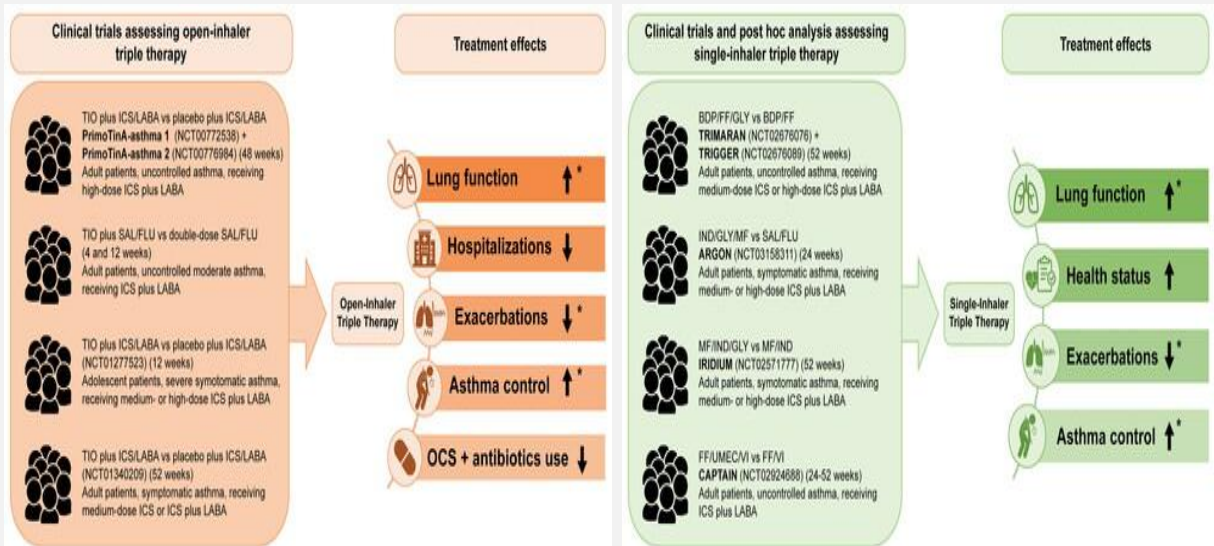 Clinical trials assessing open-inhaler
triple therapy
Treatment effects
TIO plus ICS/LABA vs placebo plus ICS/LABA
PrimoTinA-asthma 1 (NCT00772538) +
PrimoTinA-asthma 2 (NCT00776984) (48 weeks)
Adult patients, uncontrolled asthma, receiving
high-dose ICS plus LABA
TIO plus SAL/FLU vs double-dose SAL/FLU
(4 and 12 weeks)
Adult patients, uncontrolled moderate asthma,
receiving ICS plus LABA
TIO plus ICS/LABA vs placebo plus ICS/LABA
(NCT01277523) (12 weeks)
Adolescent patients, severe symotomatic asthma,
receiving medium- or high-dose ICS plus LABA
TIO plus ICS/LABA vs placebo plus ICS/LABA
(NCT01340209) (52 weeks)
Adult patients, symptomatic asthma, receiving
medium-dose ICS or ICS plus LABA
Open-Inhaler
Triple Therapy
Lung function ↑*
Hospitalizations ↓
Exacerbations ↓*
Asthma control ↑*
OCS + antibiotics use ↓
Clinical trials and post hoc analysis assessing
single-inhaler triple therapy
Treatment effects
BDP/FF/GLY vs BDP/FF
TRIMARAN (NCT02676076) +
TRIGGER (NCT02676089) (52 weeks)
Adult patients, uncontrolled asthma, receiving
medium-dose ICS or high-dose ICS plus LABA
IND/GLY/MF vs SAL/FLU
ARGON (NCT03158311) (24 weeks)
Adult patients, symptomatic asthma, receiving
medium- or high-dose ICS plus LABA
MF/IND/GLY vs MF/IND
IRIDIUM (NCT02571777) (52 weeks)
Adult patients, symtomatic asthma, receiving
medium- or high-dose ICS plus LABA
FF/UMEC/VI vs FF/VI
CAPTAIN (NCT02924688) (24-52 weeks)
Adult patients, uncontrolled asthma, receiving
ICS plus LABA
Single-Inhaler
Triple Therapy
Lung function ↑*
Health status ↑
Exacerbations ↓*
Asthma control ↑*